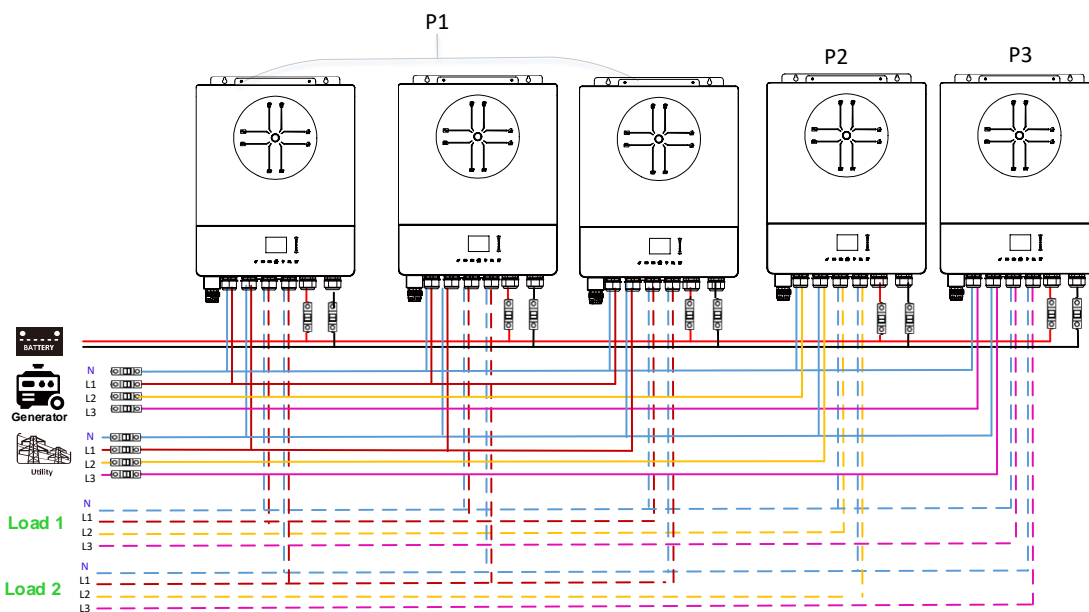 P1
P2
P3
BATTERY
N
L1
L2
L3
Generator
N
L1
L2
L3
Utility
N
L1
L2
L3
Load 1
N
L1
L2
L3
Load 2